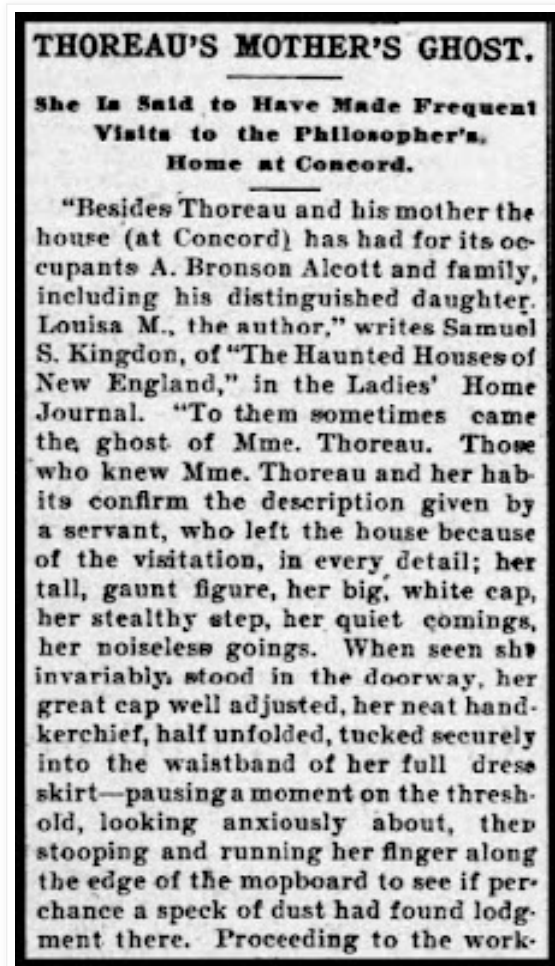 THOREAU'S MOTHER'S GHOST.
She Is Said to Have Made Frequent
Visits to the Philosopher's
Home at Concord.
"Besides Thoreau and his mother the
house (at Concord) has had for its oc-
cupants A. Bronson Alcott and family,
including his distinguished daughter,
Louisa M., the author," writes Samuel
S. Kingdon, of "The Haunted Houses of
New England," in the Ladies' Home
Journal. "To them sometimes came
the ghost of Mme. Thoreau. Those
who knew Mme. Thoreau and her hab-
its confirm the description given by
a servant, who left the house because
of the visitation, in every detail; her
tall, gaunt figure, her big, white cap,
her stealthy step, her quiet comings,
her noiseless goings. When seen she
invariably stood in the doorway, her
great cap well adjusted, her neat hand-
kerchief, half unfolded, tucked securely
into the waistband of her full dress
skirt—pausing a moment on the thresh-
old, looking anxiously about, then
stooping and running her finger along
the edge of the mopboard to see if per-
chance a speck of dust had found lodg-
ment there. Proceeding to the work-